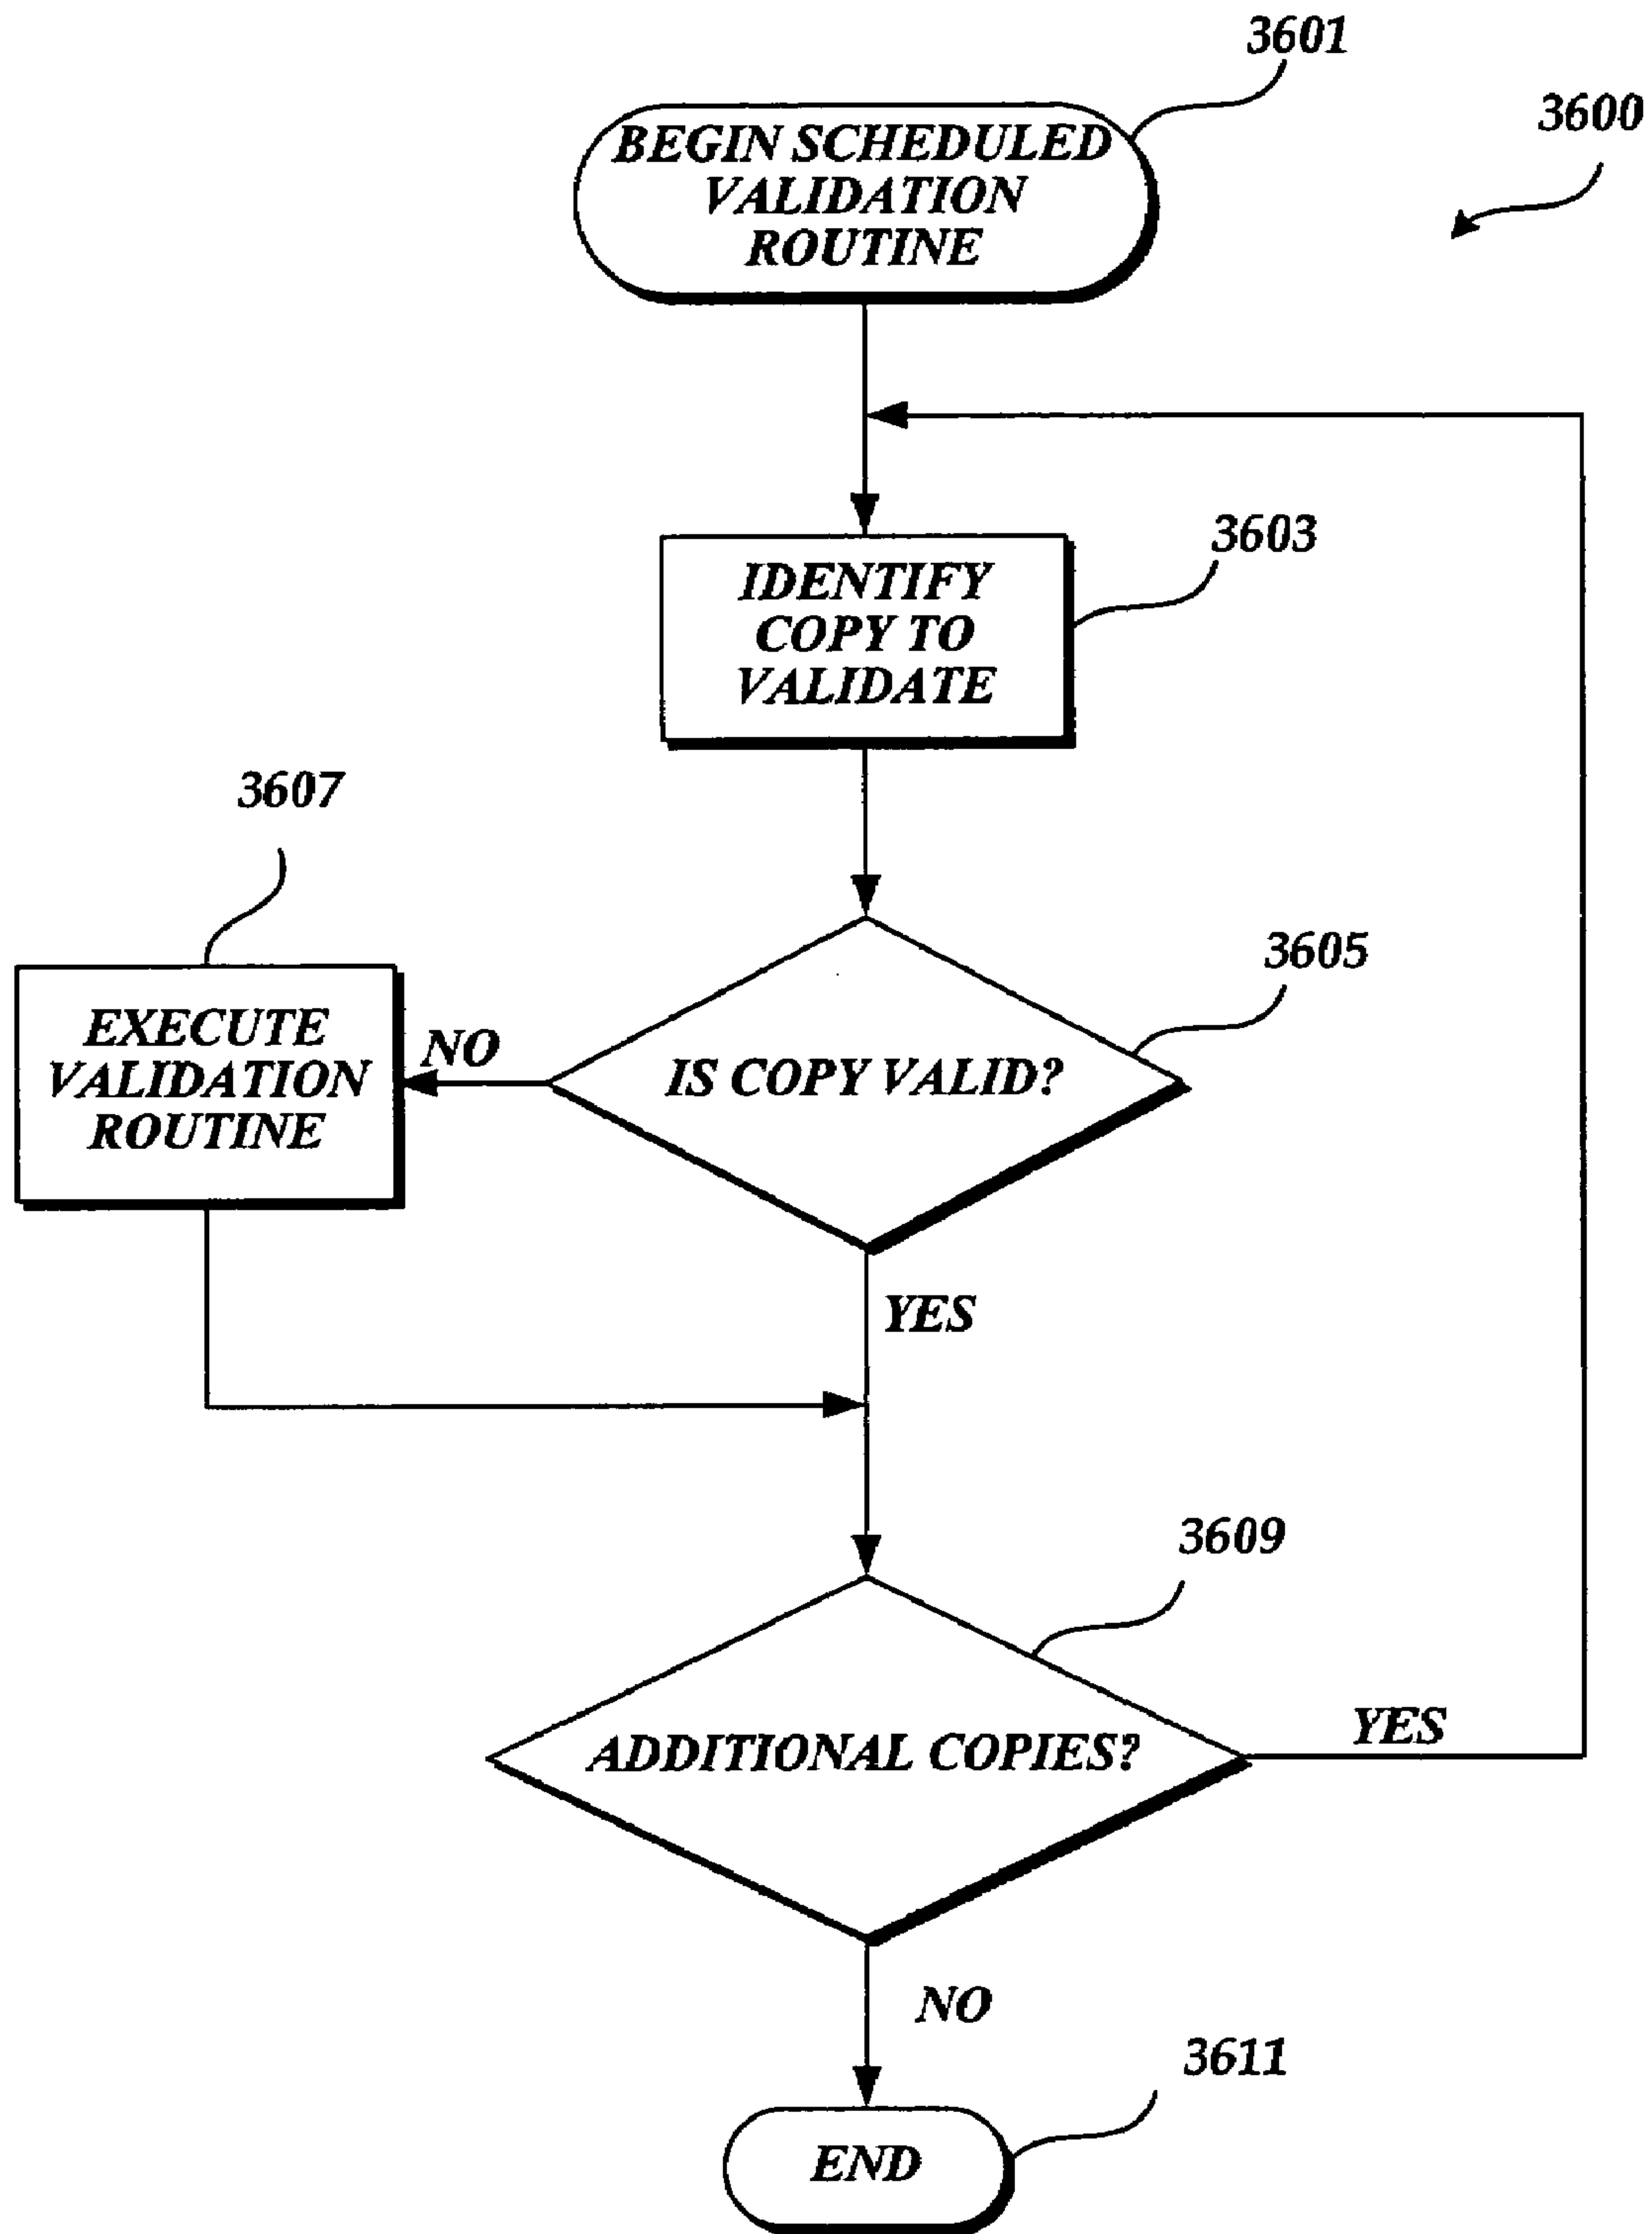 3601
3600
BEGIN SCHEDULED
VALIDATION
ROUTINE
3603
IDENTIFY
COPY TO
VALIDATE
3607
3605
EXECUTE
VALIDATION
ROUTINE
NO
IS COPY VALID?
YES
3609
ADDITIONAL COPIES?
YES
NO
3611
END